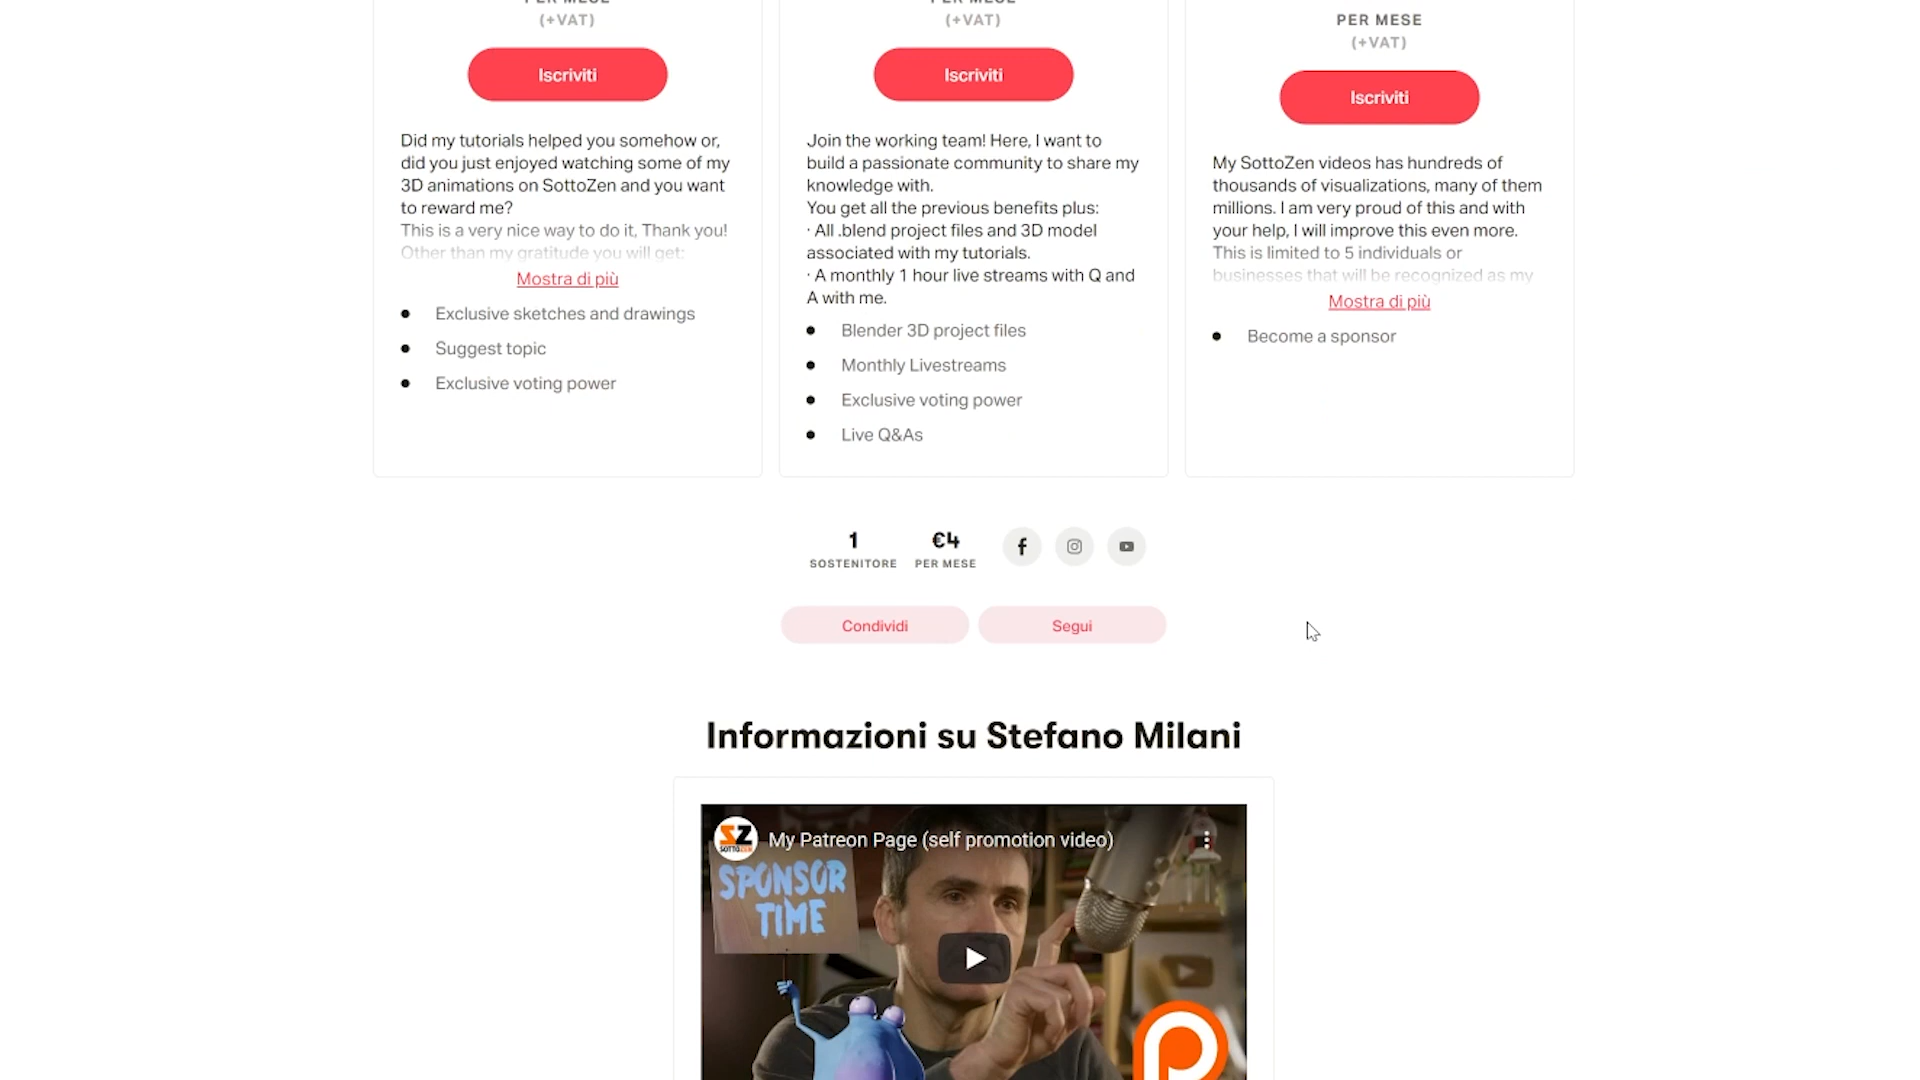 PER MESE
(+VAT)
Iscriviti
Did my tutorials helped you somehow or,
did you just enjoyed watching some of my
3D animations on SottoZen and you want
to reward me?
This is a very nice way to do it, Thank you!
Other than my gratitude you will get:
Mostra di più
Exclusive sketches and drawings
Suggest topic
Exclusive voting power
PER MESE
(+VAT)
Iscriviti
Join the working team! Here, I want to
build a passionate community to share my
knowledge with.
You get all the previous benefits plus:
· All .blend project files and 3D model
associated with my tutorials.
· A monthly 1 hour live streams with Q and
A with me.
Blender 3D project files
Monthly Livestreams
Exclusive voting power
Live Q&As
PER MESE
(+VAT)
Iscriviti
My SottoZen videos has hundreds of
thousands of visualizations, many of them
millions. I am very proud of this and with
your help, I will improve this even more.
This is limited to 5 individuals or
businesses that will be recognized as my
Mostra di più
Become a sponsor
1
SOSTENITORE
€4
PER MESE
Condividi
Segui
Informazioni su Stefano Milani
SZ
SOTTOZEN
My Patreon Page (self promotion video)
SPONSOR
TIME